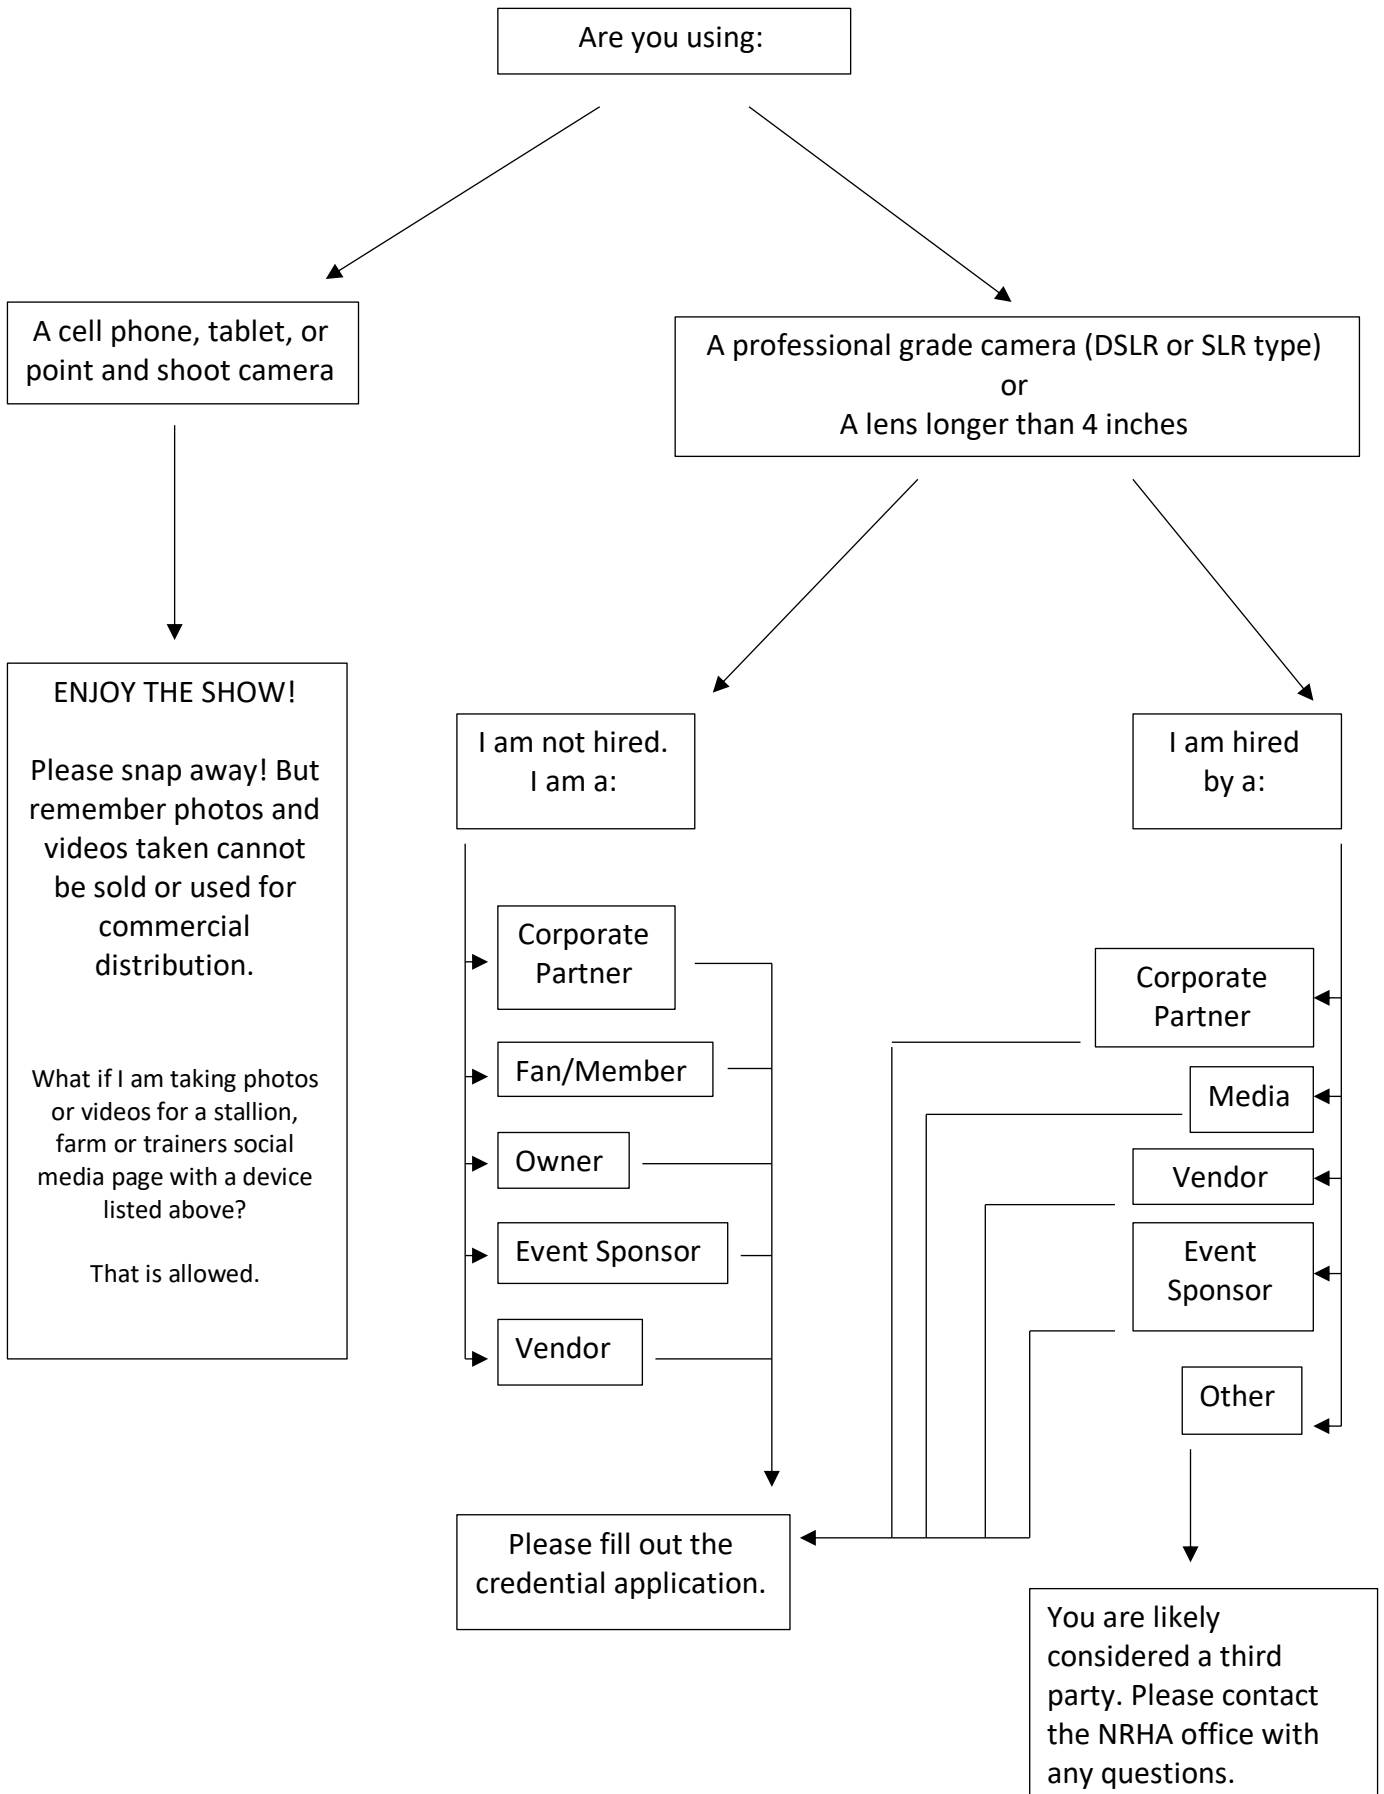 Are you using:
A cell phone, tablet, or
point and shoot camera
A professional grade camera (DSLR or SLR type)
or
A lens longer than 4 inches
ENJOY THE SHOW!
Please snap away! But
remember photos and
videos taken cannot
be sold or used for
commercial
distribution.
What if I am taking photos
or videos for a stallion,
farm or trainers social
media page with a device
listed above?
That is allowed.
I am not hired.
I am a:
Corporate
Partner
Fan/Member
Owner
Event Sponsor
Vendor
I am hired
by a:
Corporate
Partner
Media
Vendor
Event
Sponsor
Other
Please fill out the
credential application.
You are likely
considered a third
party. Please contact
the NRHA office with
any questions.